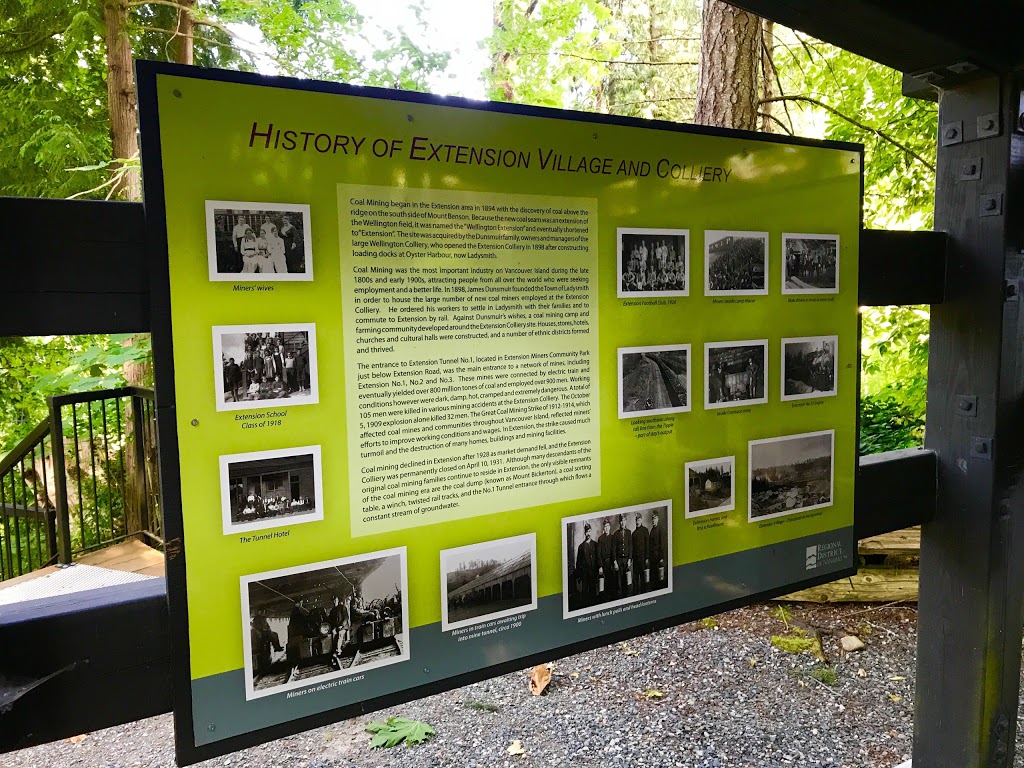 HISTORY OF EXTENSION VILLAGE AND COLLIERY
Coal Mining began in the Extension area in 1894 with the discovery of coal above the
ridge on the south side of Mount Benson. Because the new coal seam was an extension of
the Wellington field, it was named the "Wellington Extension" and eventually shortened
to "Extension". The site was acquired by the Dunsmuir family, owners and managers of the
large Wellington Colliery, who opened the Extension Colliery in 1898 after constructing
loading docks at Oyster Harbour, now Ladysmith.
Coal Mining was the most important industry on Vancouver Island during the late
1800s and early 1900s, attracting people from all over the world who were seeking
employment and a better life. In 1898, James Dunsmuir founded the Town of Ladysmith
in order to house the large number of new coal miners employed at the Extension
Colliery. He ordered his workers to settle in Ladysmith with their families and to
commute to Extension by rail. Against Dunsmuir's wishes, a coal mining camp and
farming community developed around the Extension Colliery site. Houses, stores, hotels,
churches and cultural halls were constructed, and a number of ethnic districts formed
and thrived.
The entrance to Extension Tunnel No.1, located in Extension Miners Community Park
just below Extension Road, was the main entrance to a network of mines, including
Extension No.1, No.2 and No.3. These mines were connected by electric train and
eventually yielded over 800 million tones of coal and employed over 900 men. Working
conditions however were dark, damp, hot, cramped and extremely dangerous. A total of
105 men were killed in various mining accidents at the Extension Colliery. The October
5, 1909 explosion alone killed 32 men. The Great Coal Mining Strike of 1912-1914, which
affected coal mines and communities throughout Vancouver Island, reflected miners'
efforts to improve working conditions and wages. In Extension, the strike caused much
turmoil and the destruction of many homes, buildings and mining facilities.
Coal mining declined in Extension after 1928 as market demand fell, and the Extension
Colliery was permanently closed on April 10, 1931. Although many descendants of the
original coal mining families continue to reside in Extension, the only visible remnants
of the coal mining era are the coal dump (known as Mount Bickerton), a coal sorting
table, a winch, twisted rail tracks, and the No.1 Tunnel entrance through which flows a
constant stream of groundwater.
Miners' wives
Extension School
Class of 1918
The Tunnel Hotel
Miners on electric train cars
Miners in train cars awaiting trip
into mine tunnel, circa 1900
Miners with lunch pails and head lanterns
Extension Football Club, 1926
Looking southwest along
rail line from the Tipple
REGIONAL
DISTRICT
OF NANAIMO